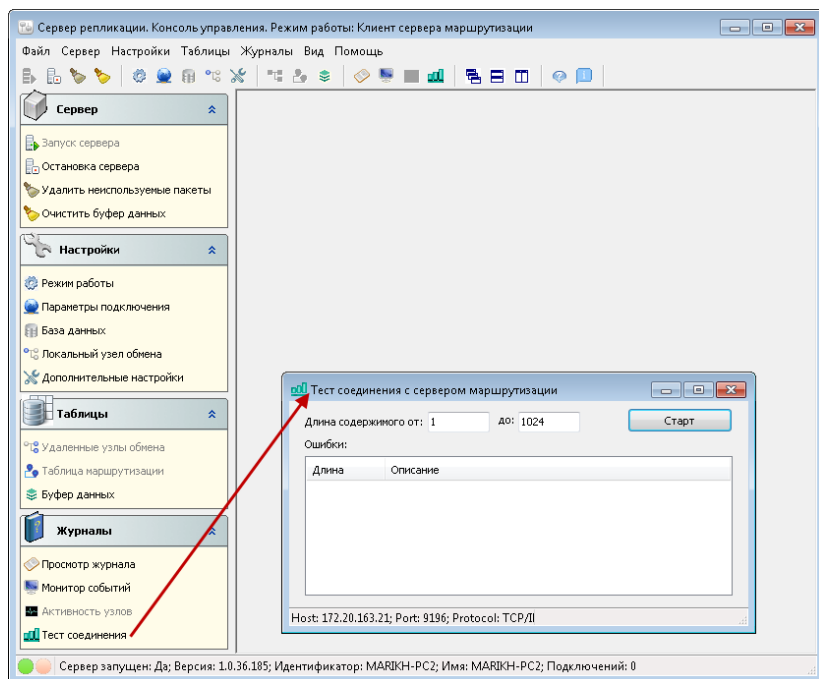 Сервер репликации. Консоль управления. Режим работы: Клиент сервера маршрутизации
Файл Сервер Настройки Таблицы Журналы Вид Помощь
Сервер
Запуск сервера
Остановка сервера
Удалить неиспользуемые пакеты
Очистить буфер данных
Настройки
Режим работы
Параметры подключения
База данных
Локальный узел обмена
Дополнительные настройки
Таблицы
Удаленные узлы обмена
Таблица маршрутизации
Буфер данных
Журналы
Просмотр журнала
Монитор событий
Активность узлов
Тест соединения
Тест соединения с сервером маршрутизации
Длина содержимого от: 1 до: 1024 Старт
Ошибки:
Длина Описание
Host: 172.20.163.21; Port: 9196; Protocol: TCP/II
Сервер запущен: Да; Версия: 1.0.36.185; Идентификатор: MARIKH-PC2; Имя: MARIKH-PC2; Подключений: 0